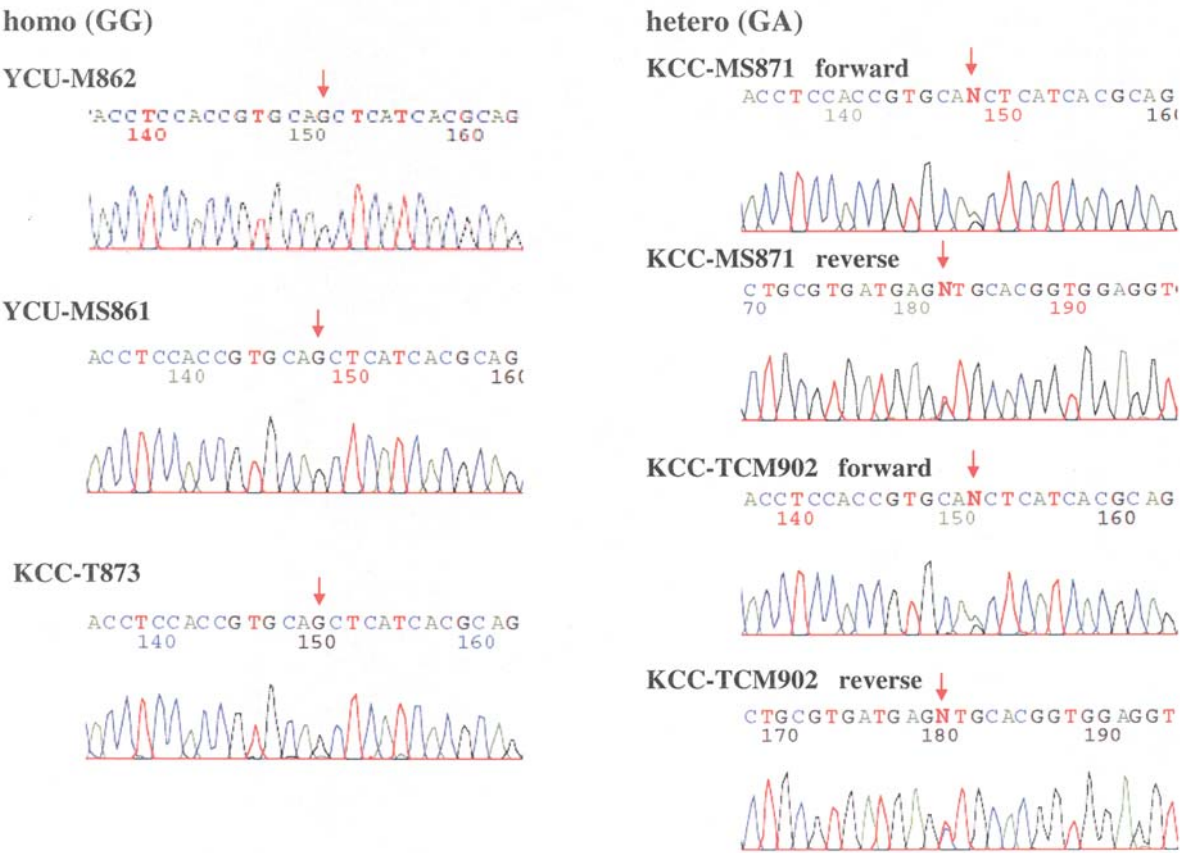 homo (GG)
YCU-M862
ACCTCCACCGTGCAGCTCATCACGCAG
140 150 160
YCU-MS861
ACCTCCACCGTGCAGCTCATCACGCAG
140 150 160
KCC-T873
ACCTCCACCGTGCAGCTCATCACGCAG
140 150 160
hetero (GA)
KCC-MS871 forward
ACCTCCACCGTGCANCTCATCACGCAG
140 150 160
KCC-MS871 reverse
CTGCGTGATGAGNTGCACGGTGGAGGT
70 180 190
KCC-TCM902 forward
ACCTCCACCGTGCANCTCATCACGCAG
140 150 160
KCC-TCM902 reverse
CTGCGTGATGAGNTGCACGGTGGAGGT
170 180 190